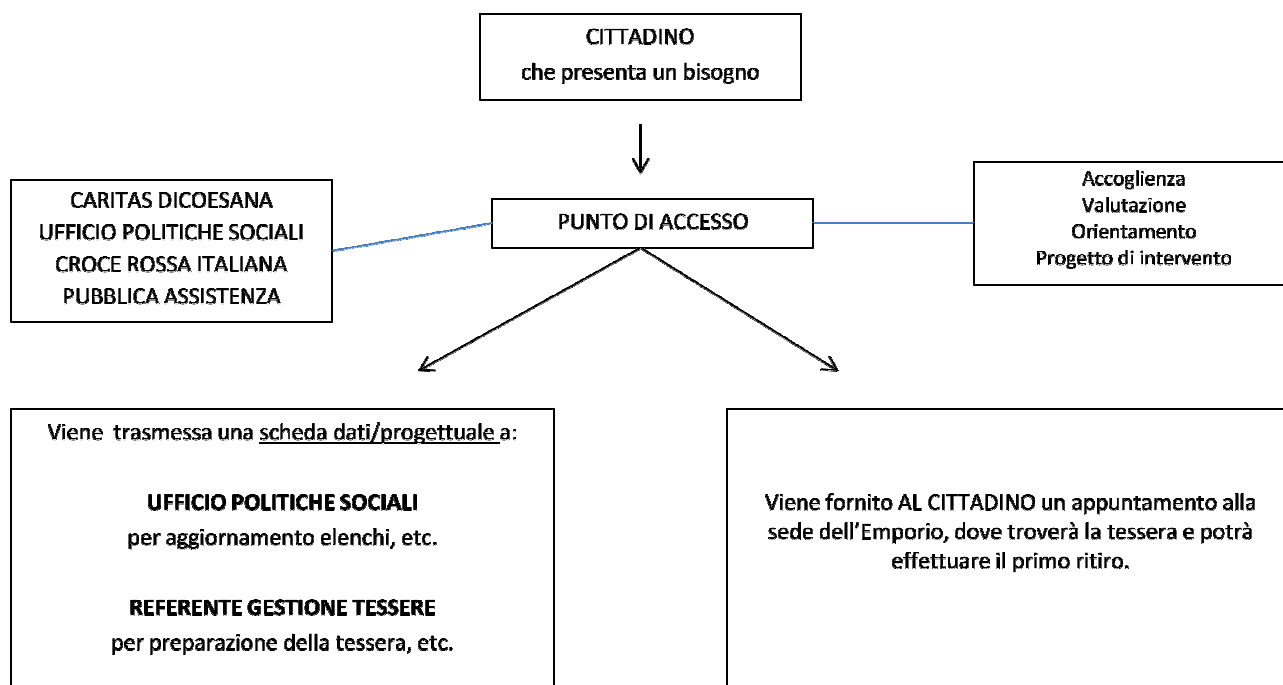 CITTADINO
che presenta un bisogno
CARITAS DICOESANA
UFFICIO POLITICHE SOCIALI
CROCE ROSSA ITALIANA
PUBBLICA ASSISTENZA
PUNTO DI ACCESSO
Accoglienza
Valutazione
Orientamento
Progetto di intervento
Viene trasmessa una scheda dati/progettuale a:
UFFICIO POLITICHE SOCIALI
per aggiornamento elenchi, etc.
REFERENTE GESTIONE TESSERE
per preparazione della tessera, etc.
Viene fornito AL CITTADINO un appuntamento alla
sede dell'Emporio, dove troverà la tessera e potrà
effettuare il primo ritiro.